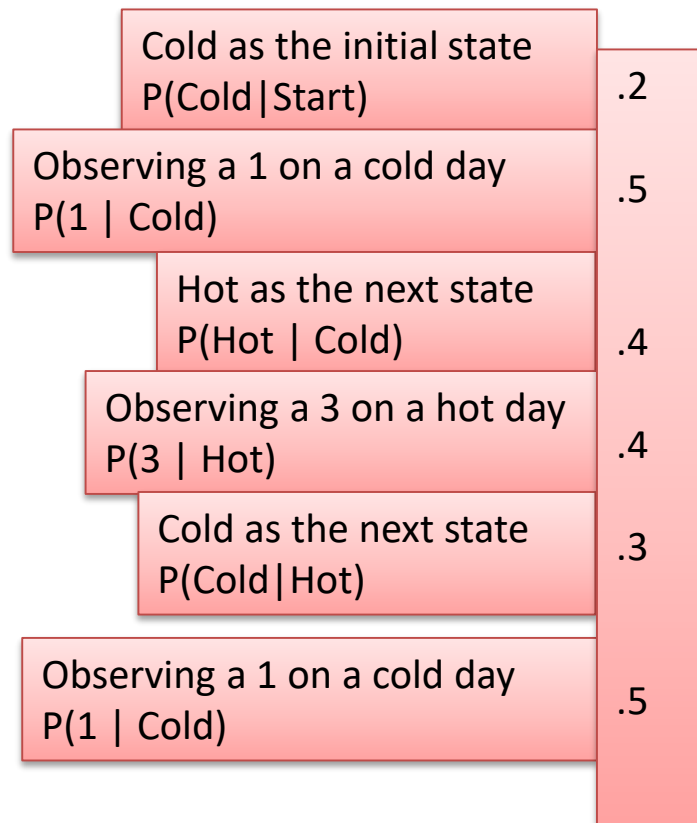 Cold as the initial state
P(Cold|Start)
.2
Observing a 1 on a cold day
P(1 | Cold)
.5
Hot as the next state
P(Hot | Cold)
.4
Observing a 3 on a hot day
P(3 | Hot)
.4
Cold as the next state
P(Cold|Hot)
.3
Observing a 1 on a cold day
P(1 | Cold)
.5